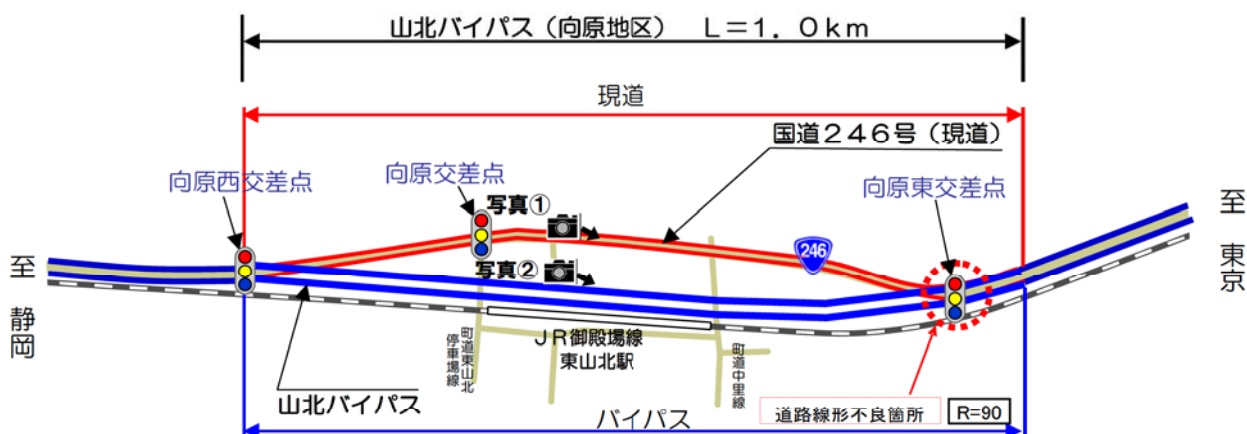 山北バイパス(向原地区) L=1.0km
現道
国道246号(現道)
向原西交差点
向原交差点
向原東交差点
写真①
写真②
246
至 東京
至 静岡
JR御殿場線
東山北駅
町道東山北
停車場線
町道中里線
山北バイパス
道路線形不良箇所
R=90
バイパス